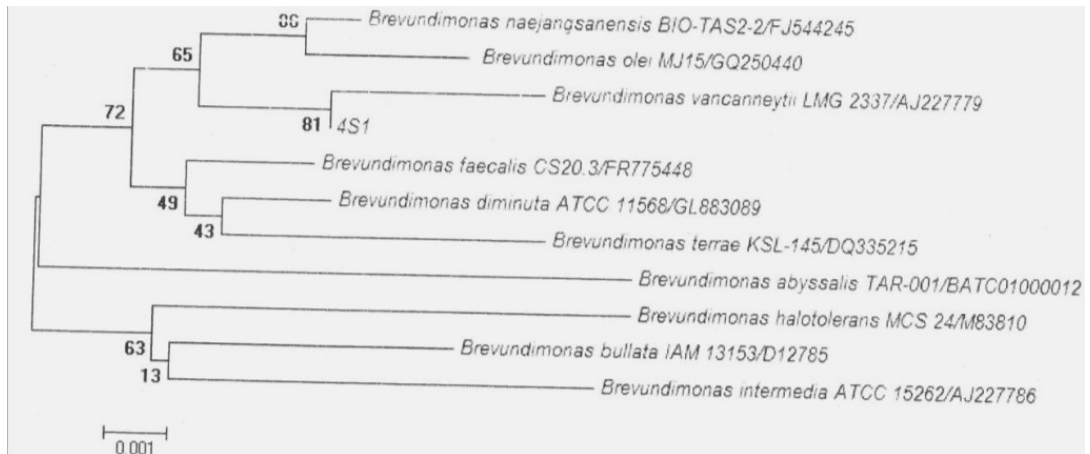 Brevundimonas naejangsanensis BIO-TAS2-2/FJ544245
65
Brevundimonas olei MJ15/GQ250440
Brevundimonas vancanneytii LMG 2337/AJ227779
72
81 4S1
Brevundimonas faecalis CS20.3/FR775448
49
Brevundimonas diminuta ATCC 11568/GL883089
43
Brevundimonas terrae KSL-145/DQ335215
Brevundimonas abyssalis TAR-001/BATC01000012
Brevundimonas halotolerans MCS 24/M83810
63
Brevundimonas bullata IAM 13153/D12785
13
Brevundimonas intermedia ATCC 15262/AJ227786
0.001